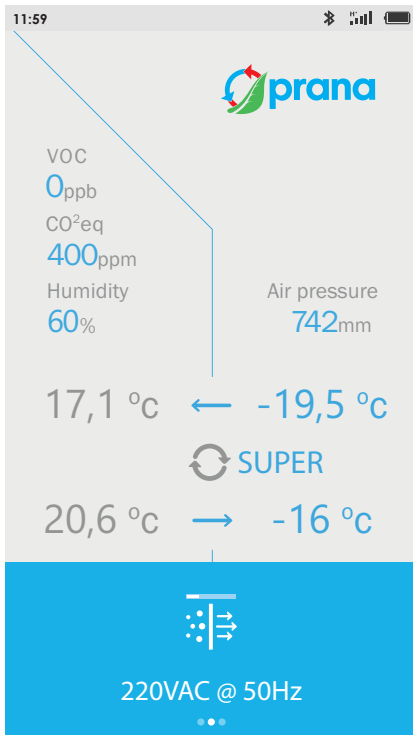 11:59
H+
prana
VOC
0ppb
CO²eq
400ppm
Humidity
60%
Air pressure
742mm
17,1 ºc ← -19,5 ºc
SUPER
20,6 ºc → -16 ºc
220VAC @ 50Hz